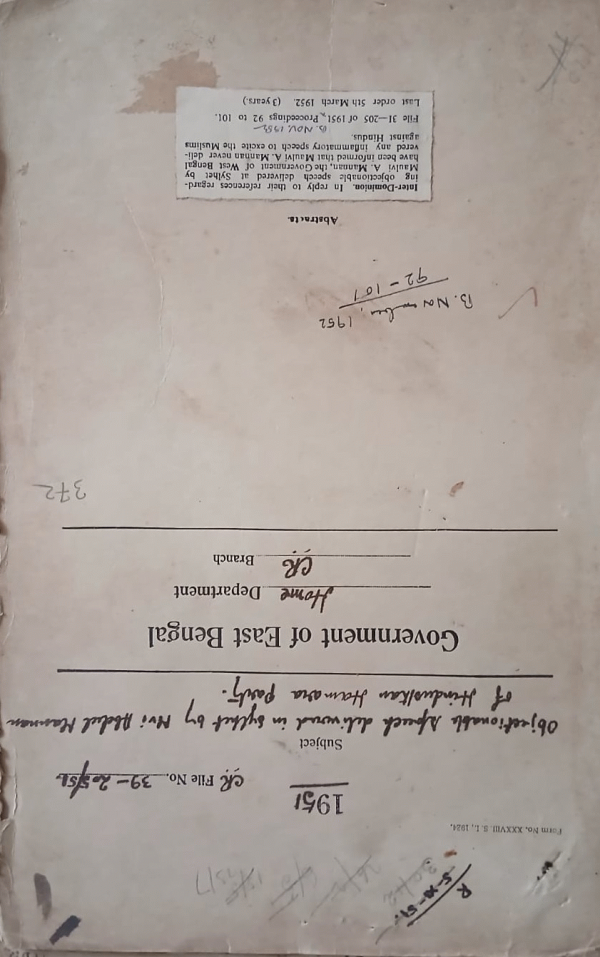 Form No. XXXVIII. S. I., 1924.
1951
CR File No. 39-205/51
Subject
Objectionable speech delivered in Sylhet by Mvi Abdul Mannan
of Hindusthan Hamara Party.
Government of East Bengal
Home Department
CR Branch
372
B. November, 1952
92-101
Abstracts.
Inter-Dominion. In reply to their references regard-
ing objectionable speech delivered at Sylhet by
Maulvi A. Mannan, the Government of West Bengal
have been informed that Maulvi A. Mannan never deli-
vered any inflammatory speech to excite the Muslims
against Hindus.
B. Nov. 1952
File 31—205 of 1951, Proceedings 92 to 101.
Last order 5th March 1952. (3 years.)